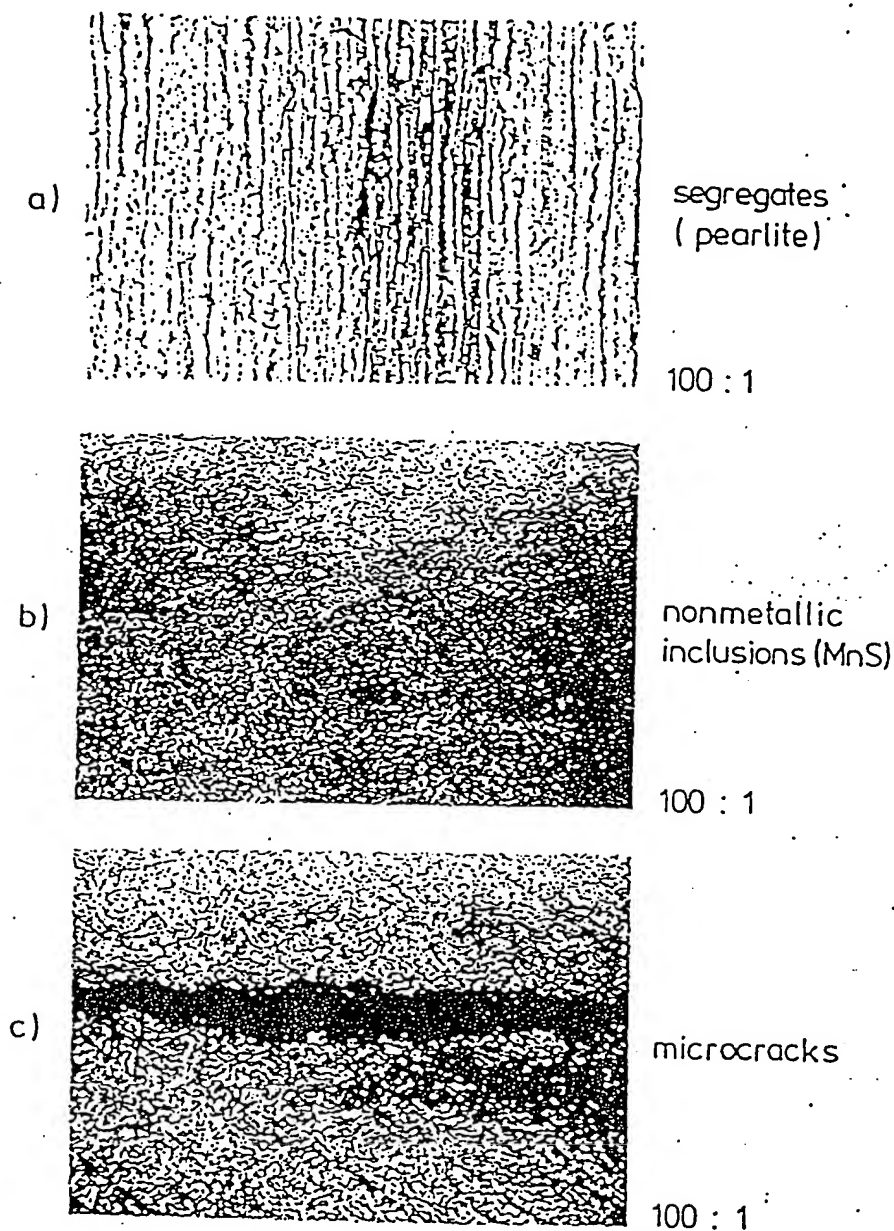 a)
segregates
( pearlite)
100 : 1
b)
nonmetallic
inclusions (MnS)
100 : 1
c)
microcracks
100 : 1